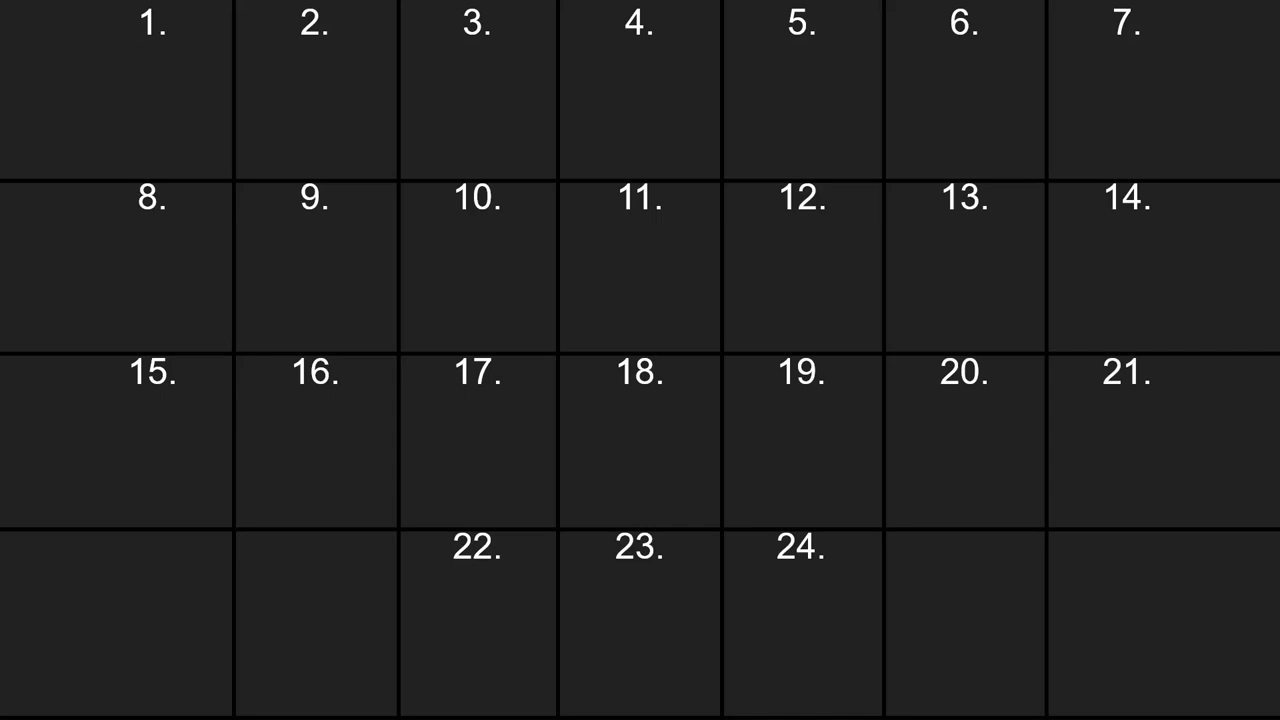 1. 2. 3. 4. 5. 6. 7.
8. 9. 10. 11. 12. 13. 14.
15. 16. 17. 18. 19. 20. 21.
22. 23. 24.